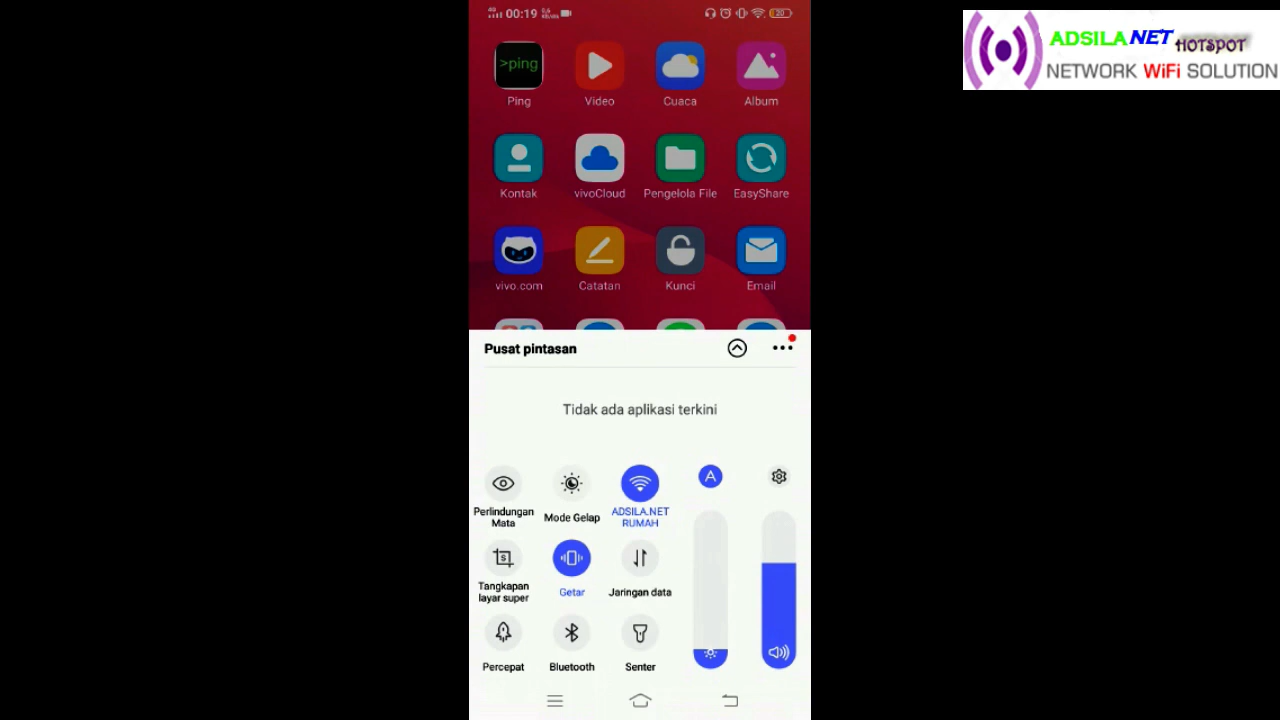 00:19
20
ADSILA.NET HOTSPOT
NETWORK WiFi SOLUTION
>ping
Ping
Video
Cuaca
Album
Kontak
vivoCloud
Pengelola File
EasyShare
vivo.com
Catatan
Kunci
Email
Pusat pintasan
Tidak ada aplikasi terkini
A
Perlindungan
Mata
Mode Gelap
ADSILA.NET
RUMAH
S
Tangkapan
layar super
Getar
Jaringan data
Percepat
Bluetooth
Senter